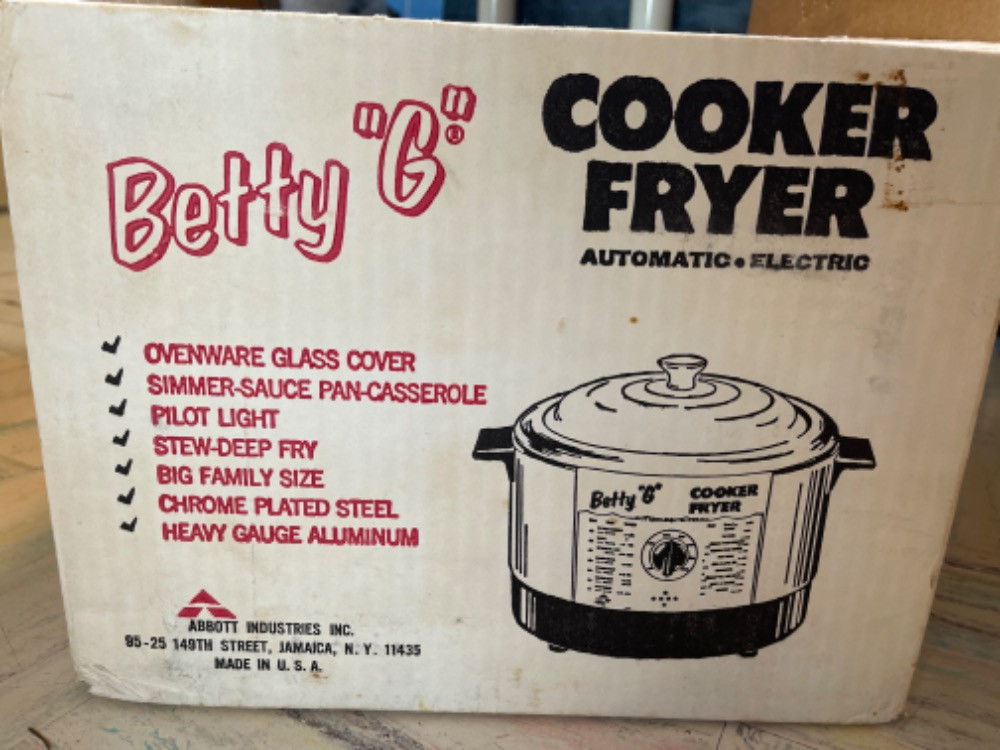 Betty "G"®
COOKER
FRYER
AUTOMATIC • ELECTRIC
OVENWARE GLASS COVER
SIMMER-SAUCE PAN-CASSEROLE
PILOT LIGHT
STEW-DEEP FRY
BIG FAMILY SIZE
CHROME PLATED STEEL
HEAVY GAUGE ALUMINUM
Betty "G"
COOKER
FRYER
ABBOTT INDUSTRIES INC.
95-25 149TH STREET, JAMAICA, N. Y. 11435
MADE IN U. S. A.